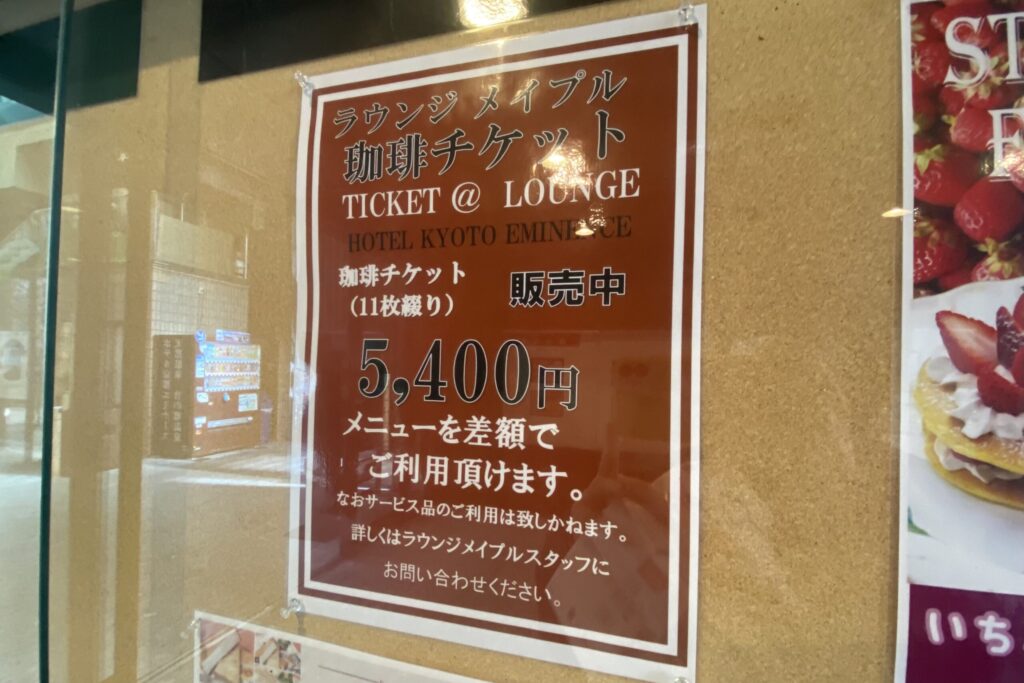 ラウンジ メイプル
珈琲チケット
TICKET @ LOUNGE
HOTEL KYOTO EMINENCE
珈琲チケット
（11枚綴り）
販売中
5,400円
メニューを差額で
ご利用頂けます。
なおサービス品のご利用は致しかねます。
詳しくはラウンジメイプルスタッフに
お問い合わせください。
ST
いち